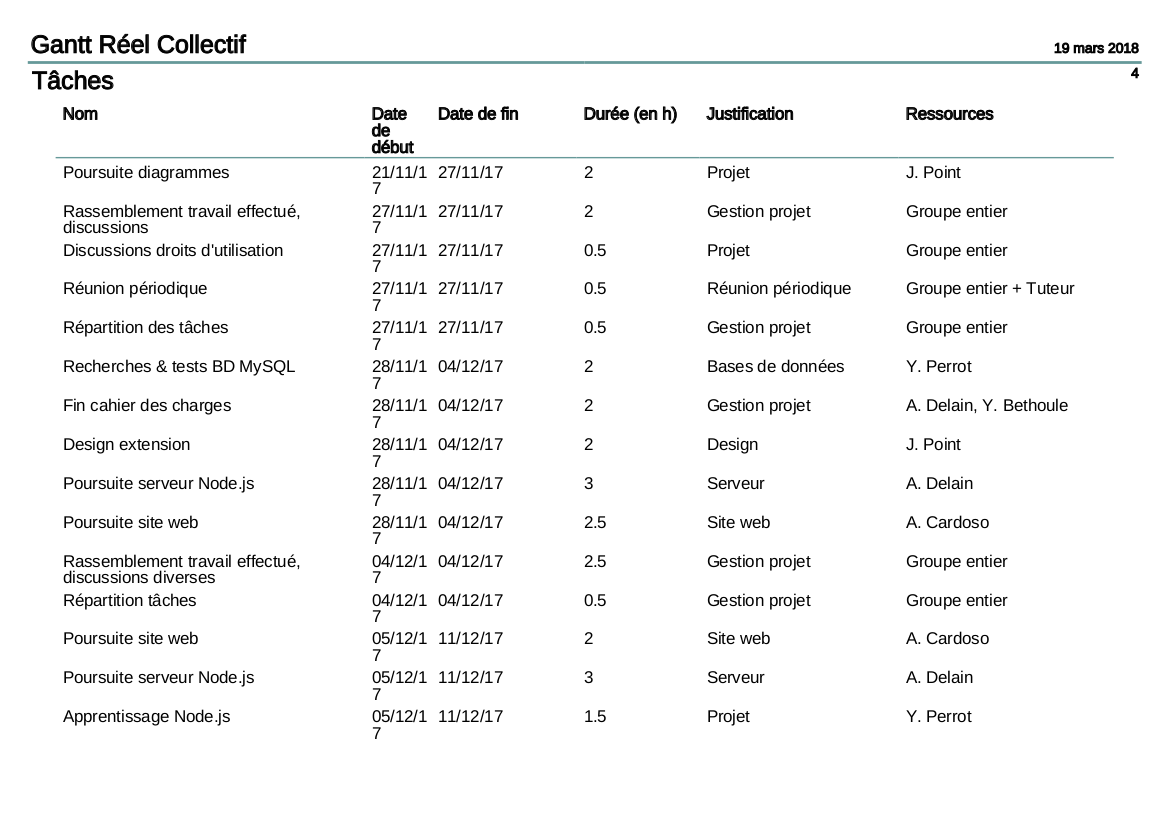 Gantt Réel Collectif
19 mars 2018
4
Tâches
Nom Date de début Date de fin Durée (en h) Justification Ressources
Poursuite diagrammes 21/11/17 27/11/17 2 Projet J. Point
Rassemblement travail effectué, discussions 27/11/17 27/11/17 2 Gestion projet Groupe entier
Discussions droits d'utilisation 27/11/17 27/11/17 0.5 Projet Groupe entier
Réunion périodique 27/11/17 27/11/17 0.5 Réunion périodique Groupe entier + Tuteur
Répartition des tâches 27/11/17 27/11/17 0.5 Gestion projet Groupe entier
Recherches & tests BD MySQL 28/11/17 04/12/17 2 Bases de données Y. Perrot
Fin cahier des charges 28/11/17 04/12/17 2 Gestion projet A. Delain, Y. Bethoule
Design extension 28/11/17 04/12/17 2 Design J. Point
Poursuite serveur Node.js 28/11/17 04/12/17 3 Serveur A. Delain
Poursuite site web 28/11/17 04/12/17 2.5 Site web A. Cardoso
Rassemblement travail effectué, discussions diverses 04/12/17 04/12/17 2.5 Gestion projet Groupe entier
Répartition tâches 04/12/17 04/12/17 0.5 Gestion projet Groupe entier
Poursuite site web 05/12/17 11/12/17 2 Site web A. Cardoso
Poursuite serveur Node.js 05/12/17 11/12/17 3 Serveur A. Delain
Apprentissage Node.js 05/12/17 11/12/17 1.5 Projet Y. Perrot